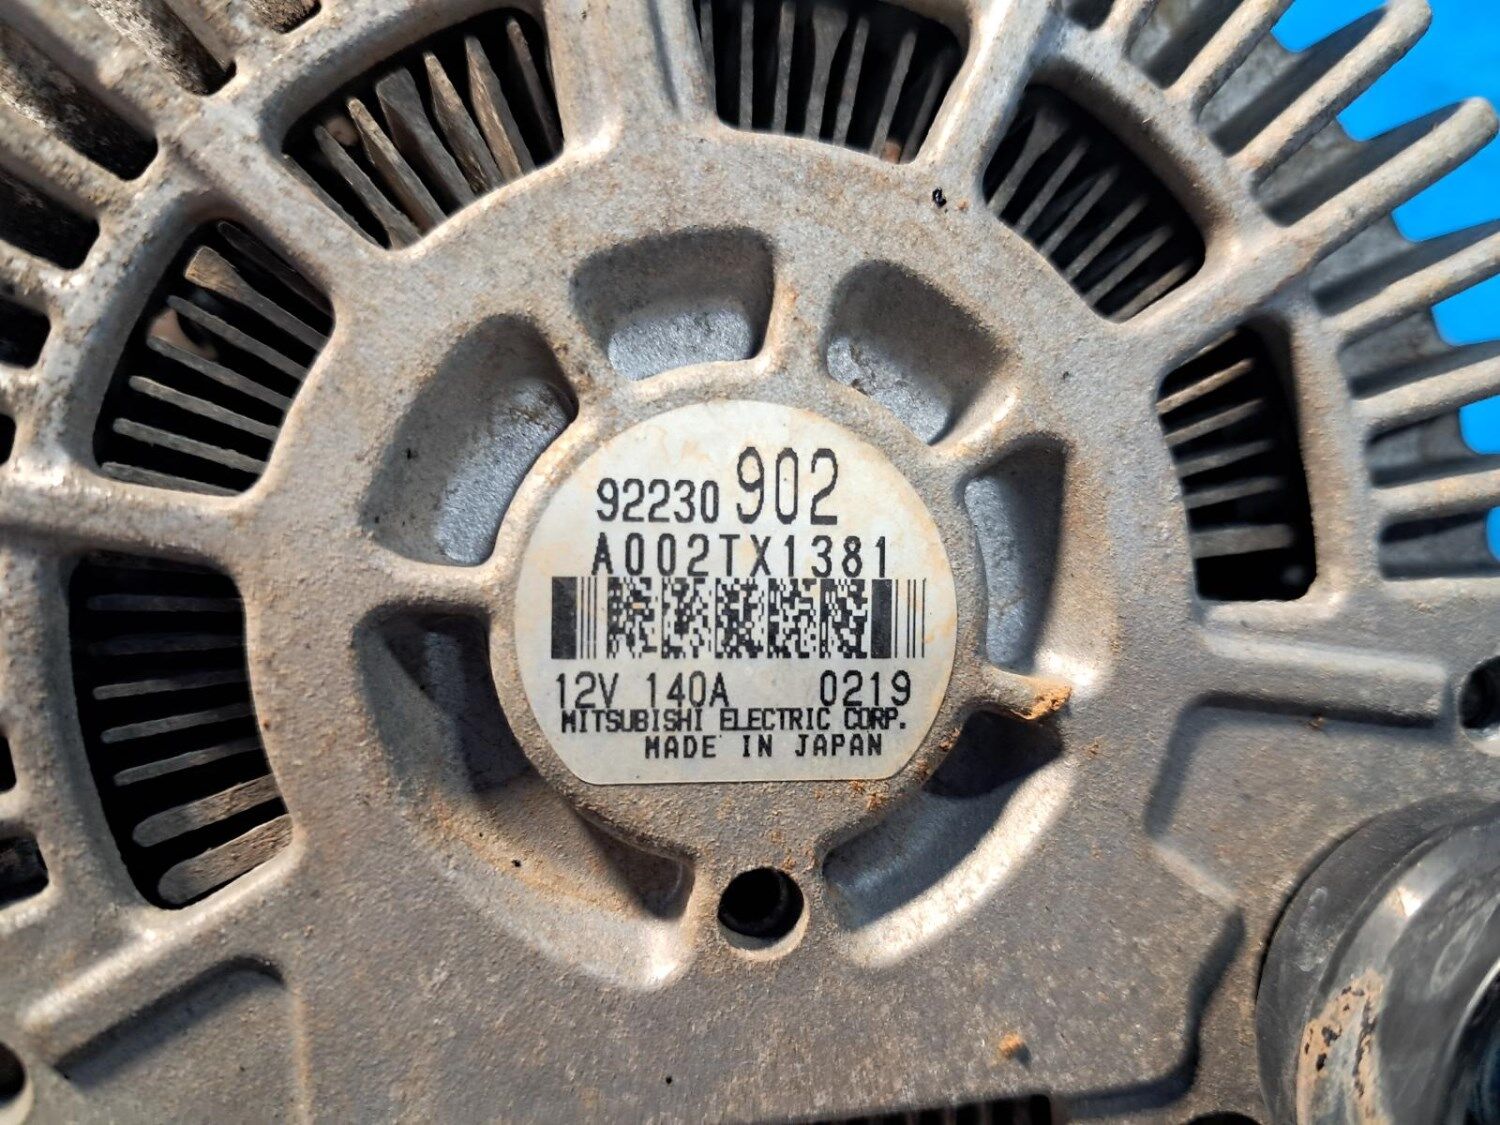 92230 902
A002TX1381
12V 140A 0219
MITSUBISHI ELECTRIC CORP.
MADE IN JAPAN